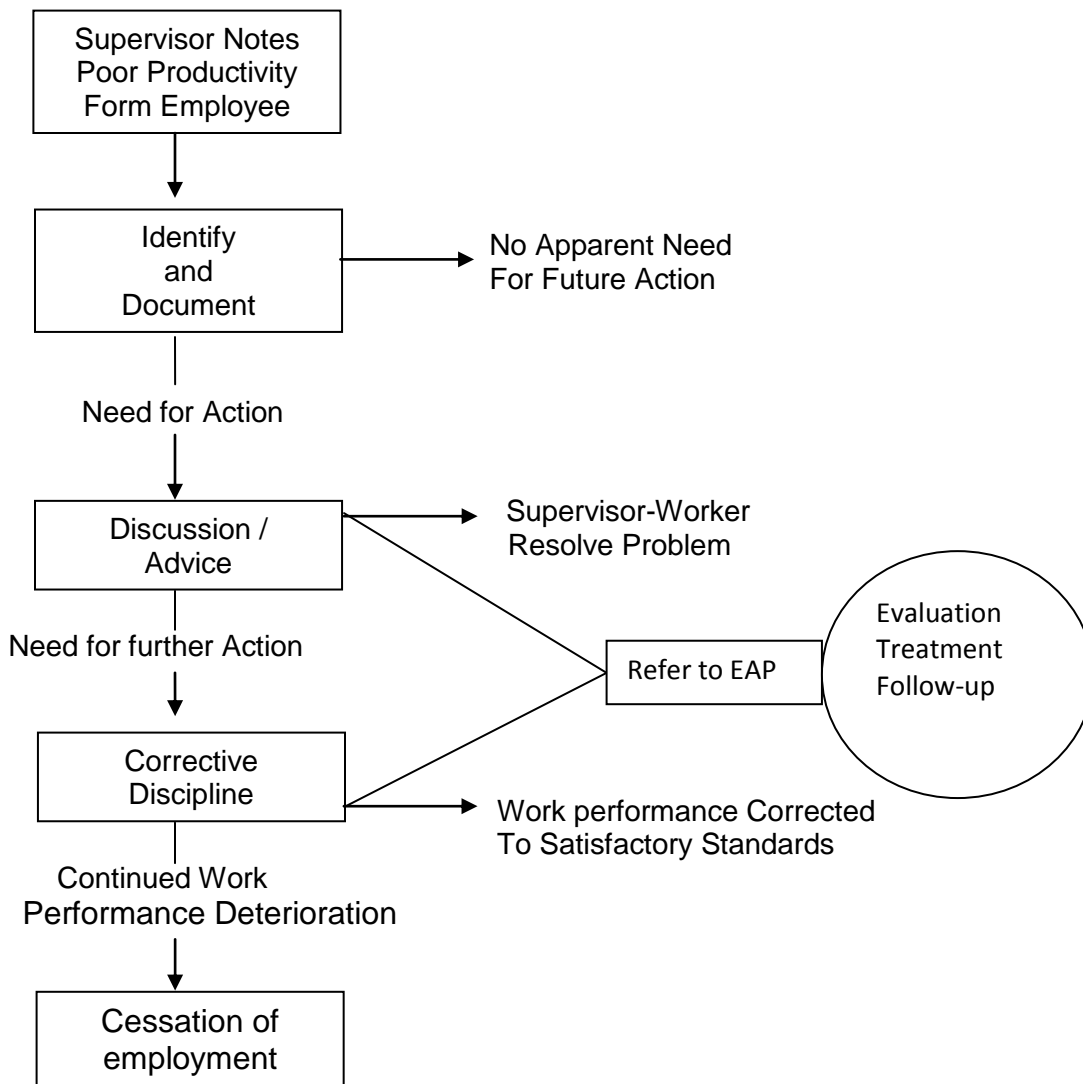 Supervisor Notes
Poor Productivity
Form Employee
Identify
and
Document
No Apparent Need
For Future Action
Need for Action
Discussion /
Advice
Supervisor-Worker
Resolve Problem
Evaluation
Treatment
Follow-up
Need for further Action
Refer to EAP
Corrective
Discipline
Work performance Corrected
To Satisfactory Standards
Continued Work
Performance Deterioration
Cessation of
employment